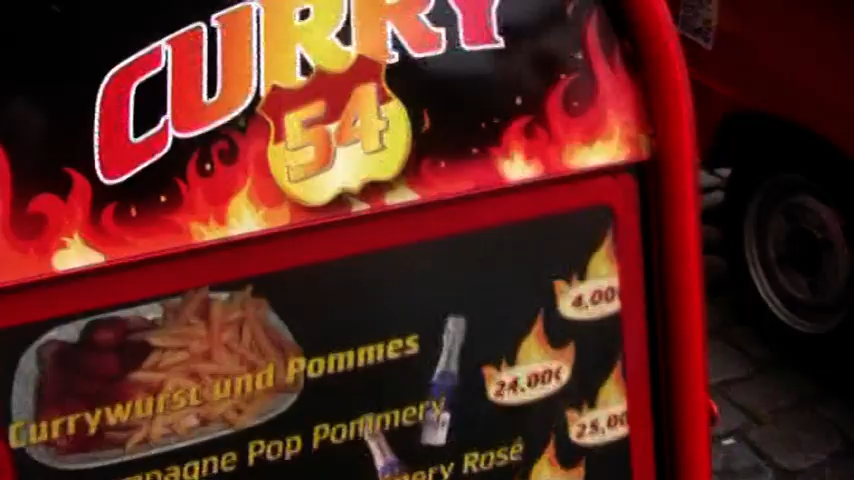 CURRY
54
Currywurst und Pommes 4,00
Pop Pommery 24.00€
Rosé 25,00